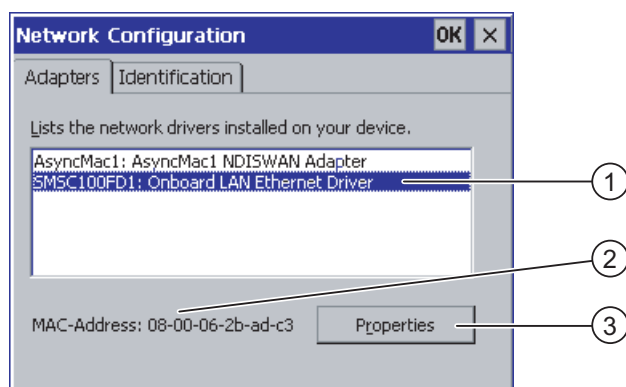 Network Configuration OK ×
Adapters Identification
Lists the network drivers installed on your device.
AsyncMac1: AsyncMac1 NDISWAN Adapter
SMSC100FD1: Onboard LAN Ethernet Driver
1
2
MAC-Address: 08-00-06-2b-ad-c3 Properties
3